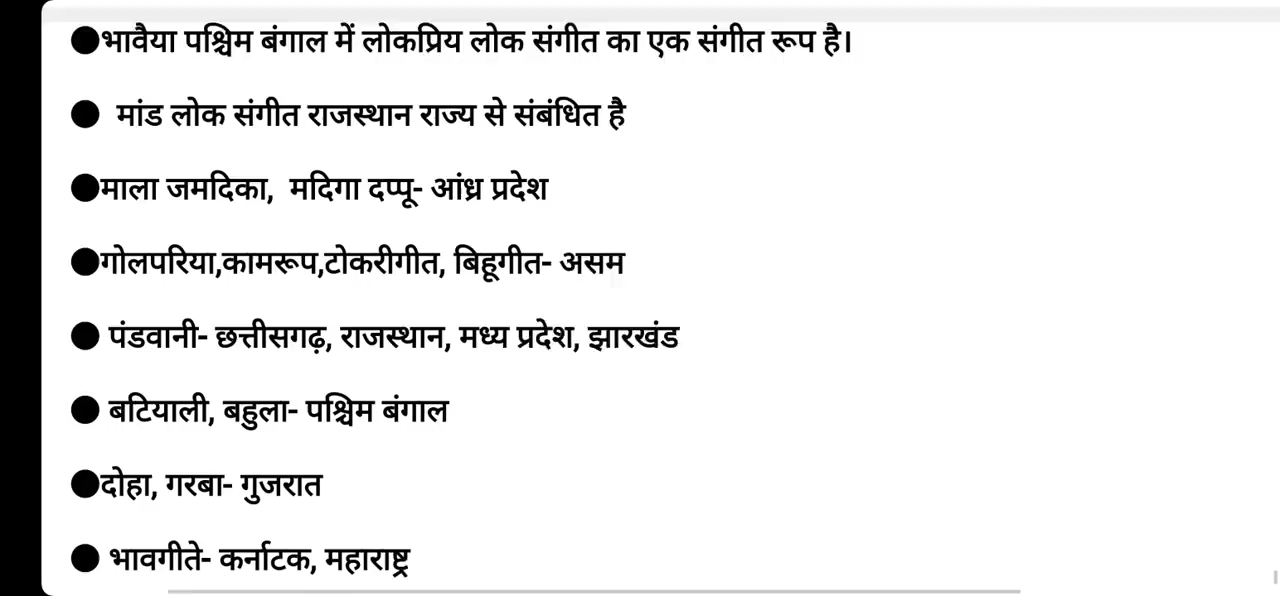 ●भावैया पश्चिम बंगाल में लोकप्रिय लोक संगीत का एक संगीत रूप है।
● मांड लोक संगीत राजस्थान राज्य से संबंधित है
●माला जमदिका, मदिगा दप्पू- आंध्र प्रदेश
●गोलपरिया,कामरूप,टोकरीगीत, बिहूगीत- असम
● पंडवानी- छत्तीसगढ़, राजस्थान, मध्य प्रदेश, झारखंड
● बटियाली, बहुला- पश्चिम बंगाल
●दोहा, गरबा- गुजरात
● भावगीते- कर्नाटक, महाराष्ट्र